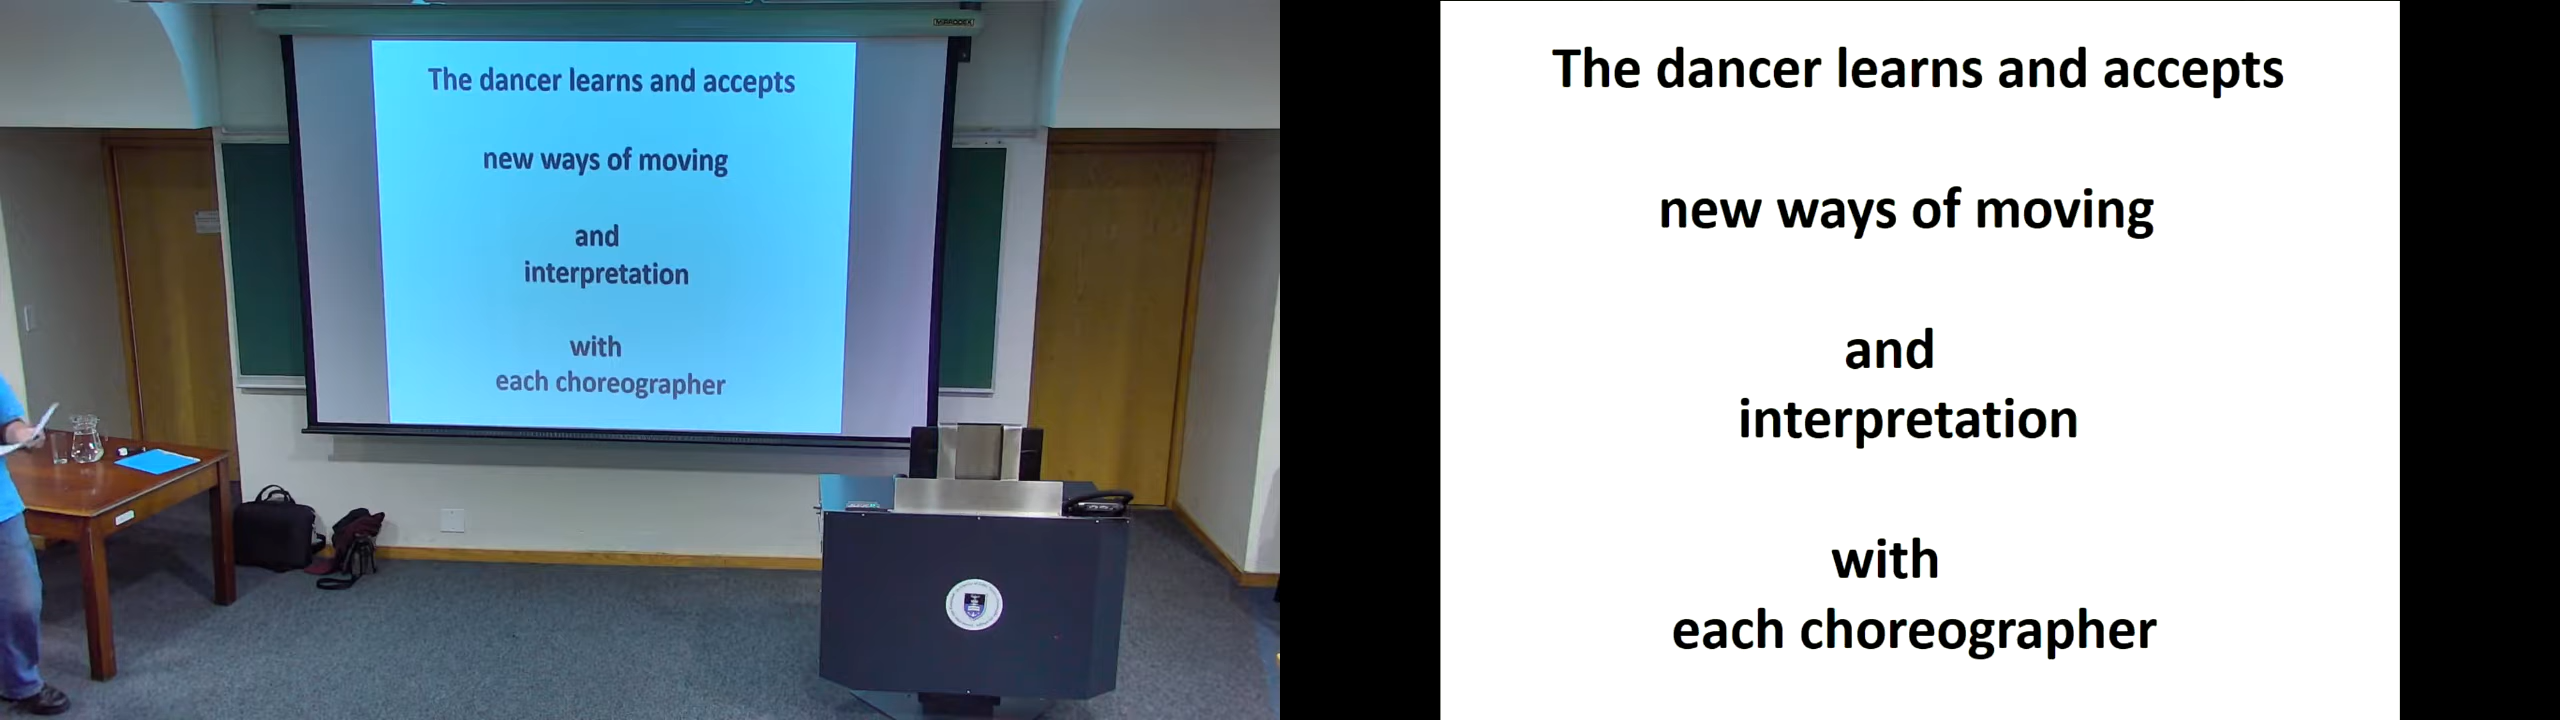 MARRODEK
The dancer learns and accepts
new ways of moving
and
interpretation
with
each choreographer
The dancer learns and accepts
new ways of moving
and
interpretation
with
each choreographer